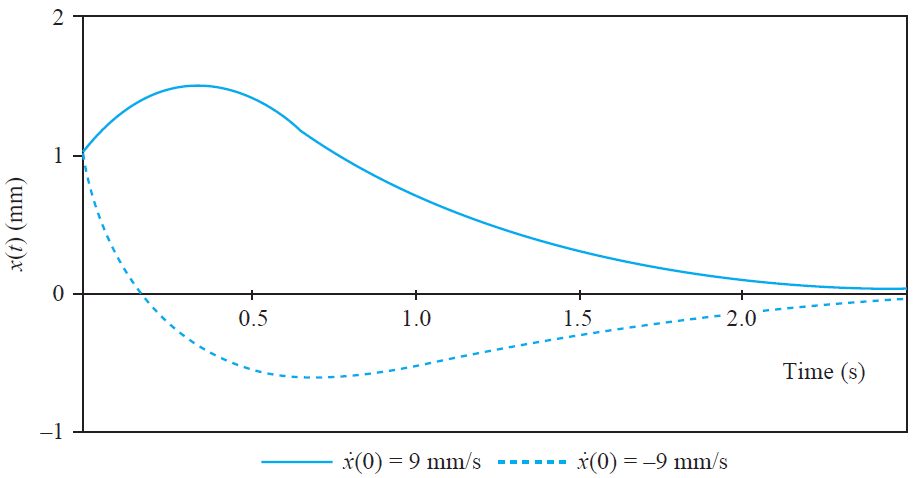 2
1
x(t) (mm)
0
0.5 1.0 1.5 2.0
Time (s)
–1
ẋ(0) = 9 mm/s ẋ(0) = –9 mm/s